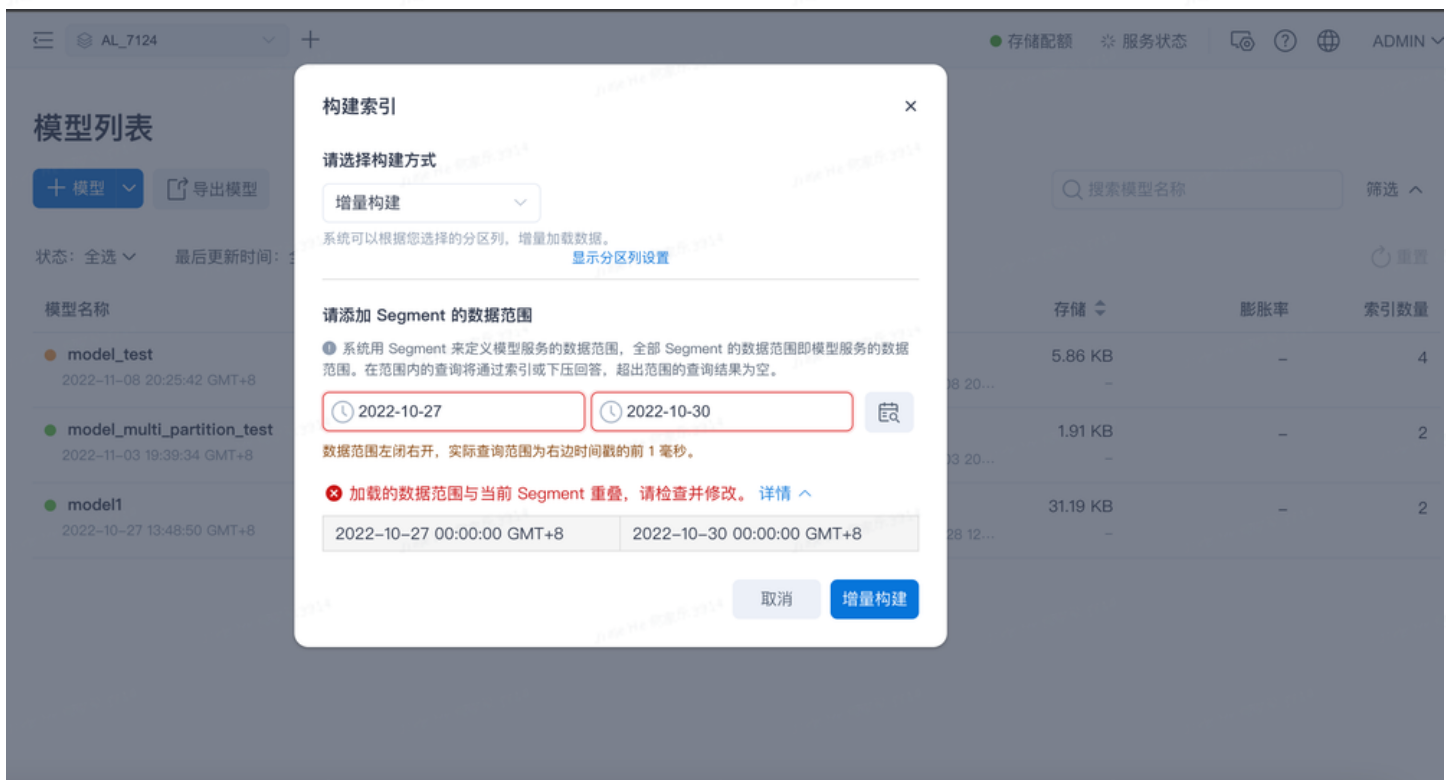 AL_7124
存储配额
服务状态
ADMIN
模型列表
模型
导出模型
搜索模型名称
筛选
状态：全选
最后更新时间：
重置
模型名称
存储
膨胀率
索引数量
model_test
2022-11-08 20:25:42 GMT+8
08 20...
5.86 KB
–
–
4
model_multi_partition_test
2022-11-03 19:39:34 GMT+8
03 20...
1.91 KB
–
–
2
model1
2022-10-27 13:48:50 GMT+8
28 12...
31.19 KB
–
–
2
构建索引
请选择构建方式
增量构建
系统可以根据您选择的分区列，增量加载数据。
显示分区列设置
请添加 Segment 的数据范围
系统用 Segment 来定义模型服务的数据范围，全部 Segment 的数据范围即模型服务的数据
范围。在范围内的查询将通过索引或下压回答，超出范围的查询结果为空。
2022-10-27
2022-10-30
数据范围左闭右开，实际查询范围为右边时间戳的前 1 毫秒。
加载的数据范围与当前 Segment 重叠，请检查并修改。 详情
2022-10-27 00:00:00 GMT+8
2022-10-30 00:00:00 GMT+8
取消
增量构建